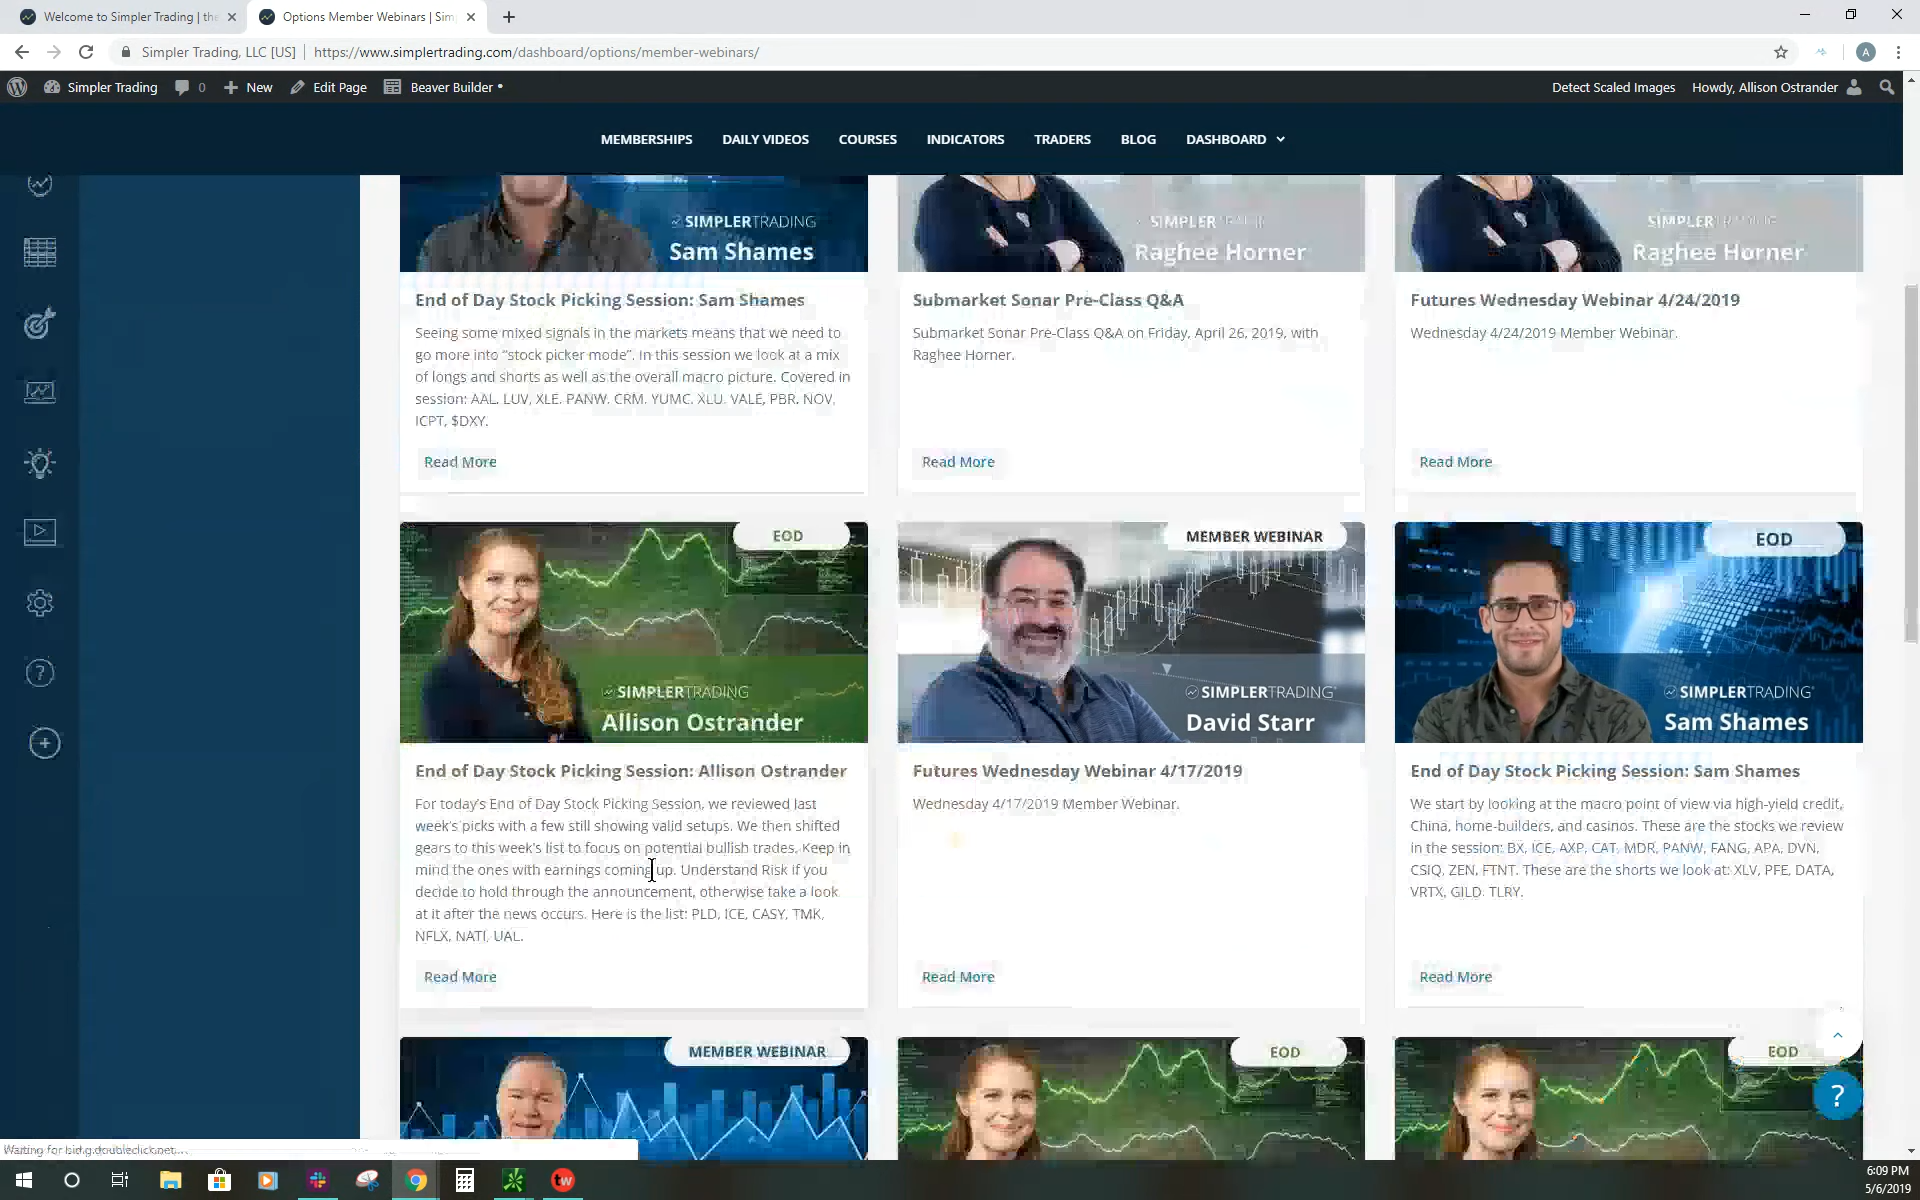 Welcome to Simpler Trading | the
Options Member Webinars | Sim
Simpler Trading, LLC [US]
https://www.simplertrading.com/dashboard/options/member-webinars/
A
Simpler Trading
0
New
Edit Page
Beaver Builder
Detect Scaled Images
Howdy, Allison Ostrander
MEMBERSHIPS
DAILY VIDEOS
COURSES
INDICATORS
TRADERS
BLOG
DASHBOARD
SIMPLERTRADING
Sam Shames
End of Day Stock Picking Session: Sam Shames
Seeing some mixed signals in the markets means that we need to
go more into “stock picker mode”. In this session we look at a mix
of longs and shorts as well as the overall macro picture. Covered in
session: AAL, LUV, XLE, PANW, CRM, YUMC, XLU, VALE, PBR, NOV,
ICPT, $DXY.
Read More
SIMPLERTRADING
Raghee Horner
Submarket Sonar Pre-Class Q&A
Submarket Sonar Pre-Class Q&A on Friday, April 26, 2019, with
Raghee Horner.
Read More
SIMPLERTRADING
Raghee Horner
Futures Wednesday Webinar 4/24/2019
Wednesday 4/24/2019 Member Webinar.
Read More
EOD
SIMPLERTRADING
Allison Ostrander
End of Day Stock Picking Session: Allison Ostrander
For today’s End of Day Stock Picking Session, we reviewed last
week’s picks with a few still showing valid setups. We then shifted
gears to this week’s list to focus on potential bullish trades. Keep in
mind the ones with earnings coming up. Understand Risk if you
decide to hold through the announcement, otherwise take a look
at it after the news occurs. Here is the list: PLD, ICE, CASY, TMK,
NFLX, NATI, UAL.
Read More
MEMBER WEBINAR
SIMPLERTRADING
David Starr
Futures Wednesday Webinar 4/17/2019
Wednesday 4/17/2019 Member Webinar.
Read More
EOD
SIMPLERTRADING
Sam Shames
End of Day Stock Picking Session: Sam Shames
We start by looking at the macro point of view via high-yield credit,
China, home-builders, and casinos. These are the stocks we review
in the session: BX, ICE, AXP, CAT, MDR, PANW, FANG, APA, DVN,
CSIQ, ZEN, FTNT. These are the shorts we look at: XLV, PFE, DATA,
VRTX, GILD, TLRY.
Read More
MEMBER WEBINAR
EOD
EOD
?
Waiting for bid.g.doubleclick.net...
tw
6:09 PM
5/6/2019